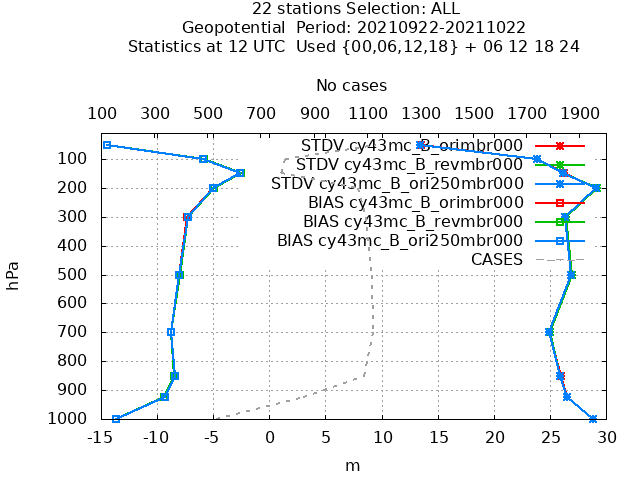 22 stations Selection: ALL
Geopotential  Period: 20210922-20211022
Statistics at 12 UTC  Used {00,06,12,18} + 06 12 18 24
No cases
100 300 500 700 900 1100 1300 1500 1700 1900
STDV cy43mc_B_orimbr000
STDV cy43mc_B_revmbr000
STDV cy43mc_B_ori250mbr000
BIAS cy43mc_B_orimbr000
BIAS cy43mc_B_revmbr000
BIAS cy43mc_B_ori250mbr000
CASES
100
200
300
400
500
600
700
800
900
1000
hPa
-15 -10 -5 0 5 10 15 20 25 30
m